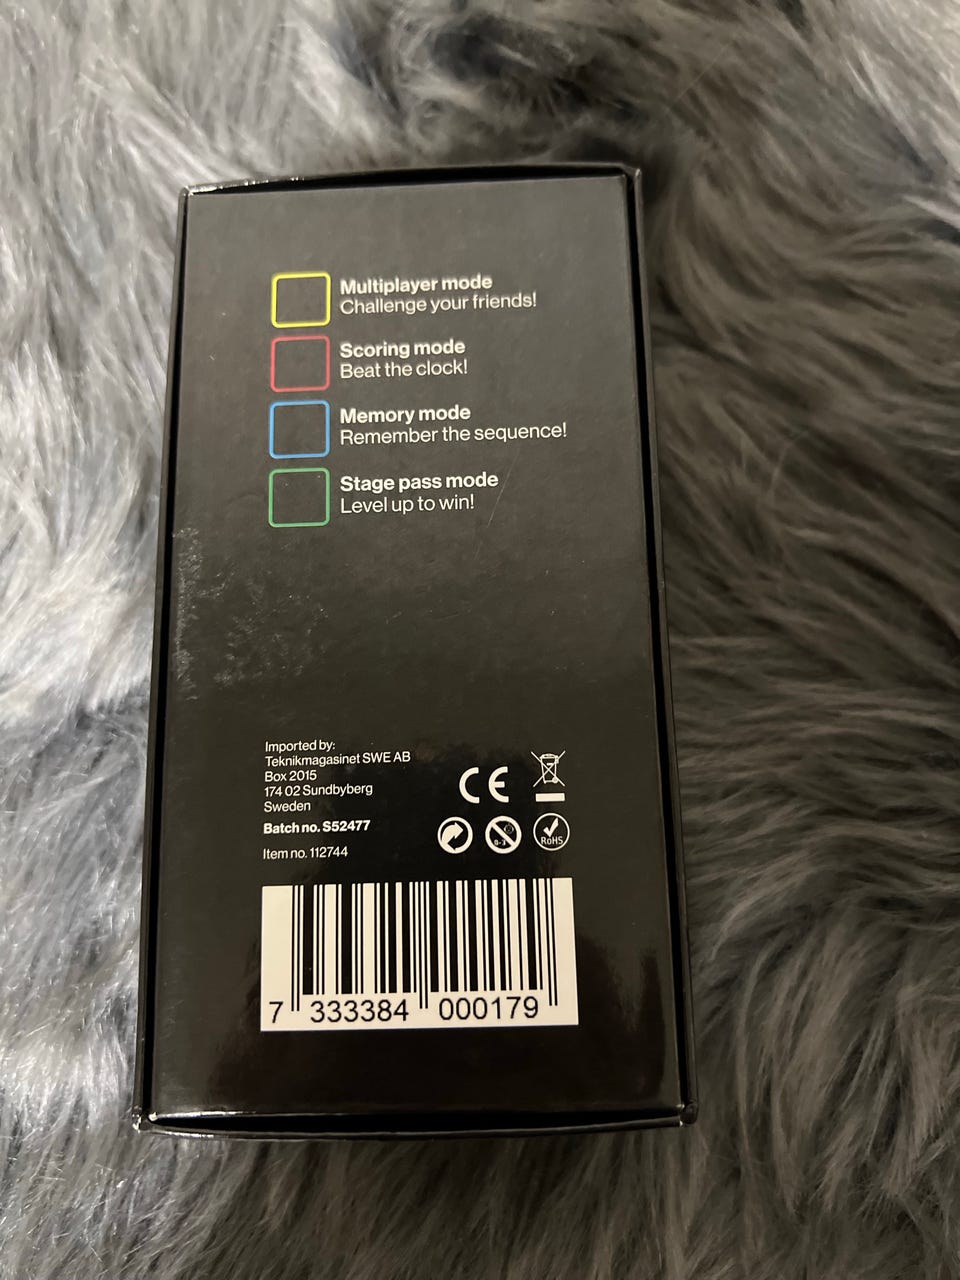 Multiplayer mode
Challenge your friends!
Scoring mode
Beat the clock!
Memory mode
Remember the sequence!
Stage pass mode
Level up to win!
Imported by:
Teknikmagasinet SWE AB
Box 2015
174 02 Sundbyberg
Sweden
Batch no. S52477
Item no. 112744
CE
0-3
RoHS
7 333384 000179